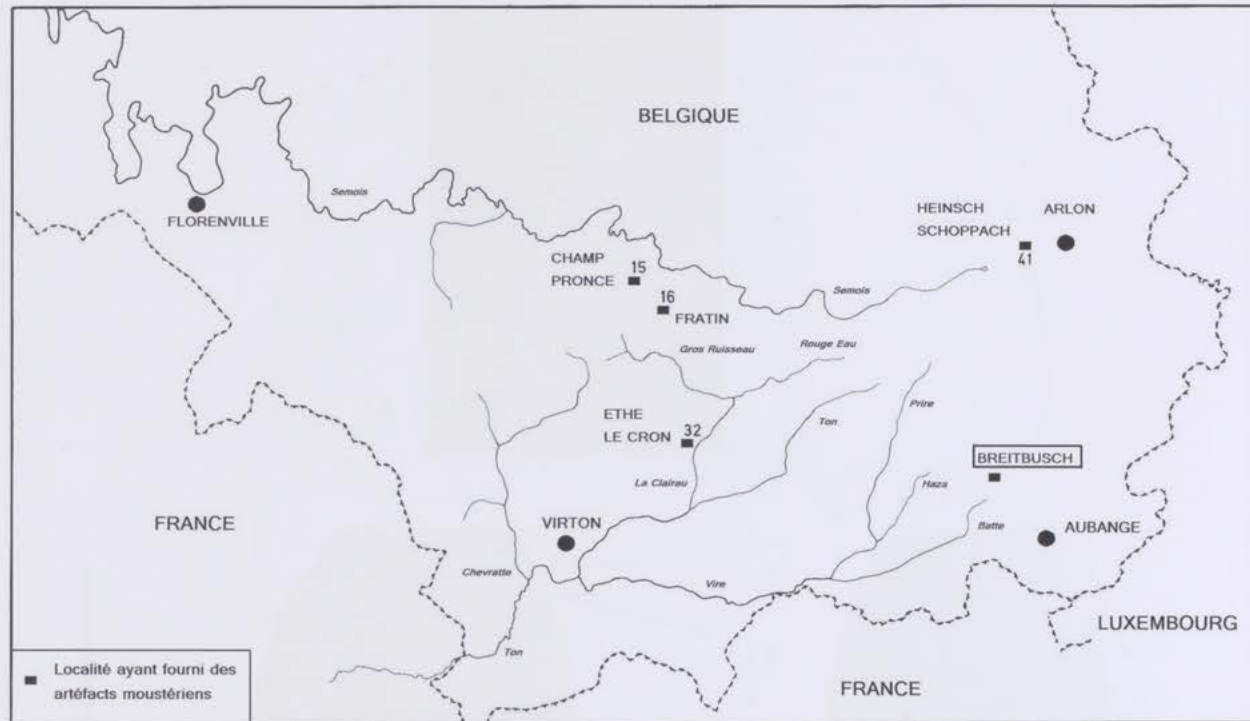 BELGIQUE
Semois
FLORENVILLE
HEINSCH
SCHOPPACH
ARLON
41
CHAMP
PRONCE
15
16
FRATIN
Semois
Gros Ruisseau
Rouge Eau
ETHE
LE CRON
32
Ton
Prire
BREITBUSCH
La Clairau
Haza
FRANCE
VIRTON
Batte
AUBANGE
Chevratte
Vire
LUXEMBOURG
Ton
FRANCE
Localité ayant fourni des
artéfacts moustériens